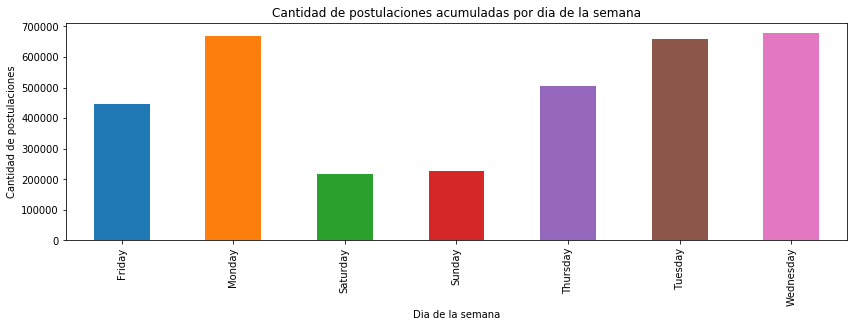 Cantidad de postulaciones acumuladas por dia de la semana
Cantidad de postulaciones
700000
600000
500000
400000
300000
200000
100000
0
Friday
Monday
Saturday
Sunday
Thursday
Tuesday
Wednesday
Dia de la semana